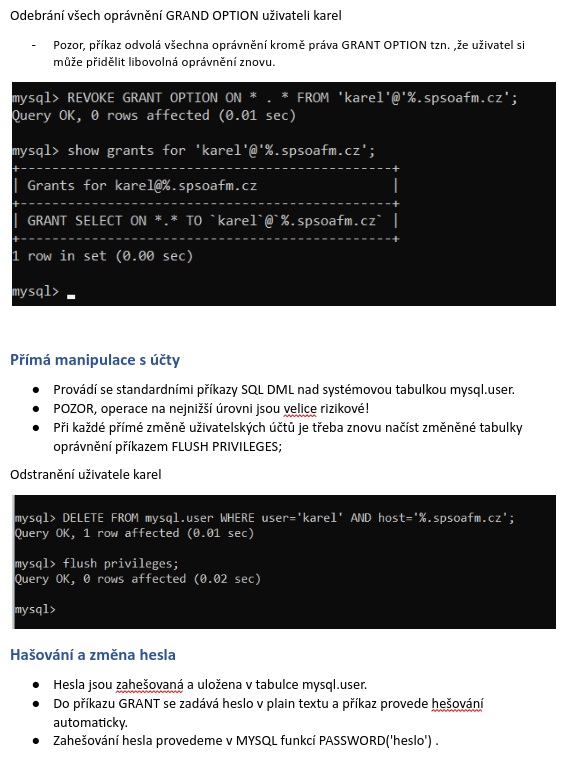 Odebrání všech oprávnění GRAND OPTION uživateli karel
- Pozor, příkaz odvolá všechna oprávnění kromě práva GRANT OPTION tzn. ,že uživatel si
může přidělit libovolná oprávnění znovu.
mysql> REVOKE GRANT OPTION ON * . * FROM 'karel'@'%.spsoafm.cz';
Query OK, 0 rows affected (0.01 sec)
mysql> show grants for 'karel'@'%.spsoafm.cz';
+------------------------------------------------+
| Grants for karel@%.spsoafm.cz                  |
+------------------------------------------------+
| GRANT SELECT ON *.* TO `karel`@`%.spsoafm.cz` |
+------------------------------------------------+
1 row in set (0.00 sec)
mysql>
Přímá manipulace s účty
● Provádí se standardními příkazy SQL DML nad systémovou tabulkou mysql.user.
● POZOR, operace na nejnižší úrovni jsou velice rizikové!
● Při každé přímé změně uživatelských účtů je třeba znovu načíst změněné tabulky
oprávnění příkazem FLUSH PRIVILEGES;
Odstranění uživatele karel
mysql> DELETE FROM mysql.user WHERE user='karel' AND host='%.spsoafm.cz';
Query OK, 1 row affected (0.01 sec)
mysql> flush privileges;
Query OK, 0 rows affected (0.02 sec)
mysql>
Hašování a změna hesla
● Hesla jsou zahešovaná a uložena v tabulce mysql.user.
● Do příkazu GRANT se zadává heslo v plain textu a příkaz provede hešování
automaticky.
● Zahešování hesla provedeme v MYSQL funkcí PASSWORD('heslo') .